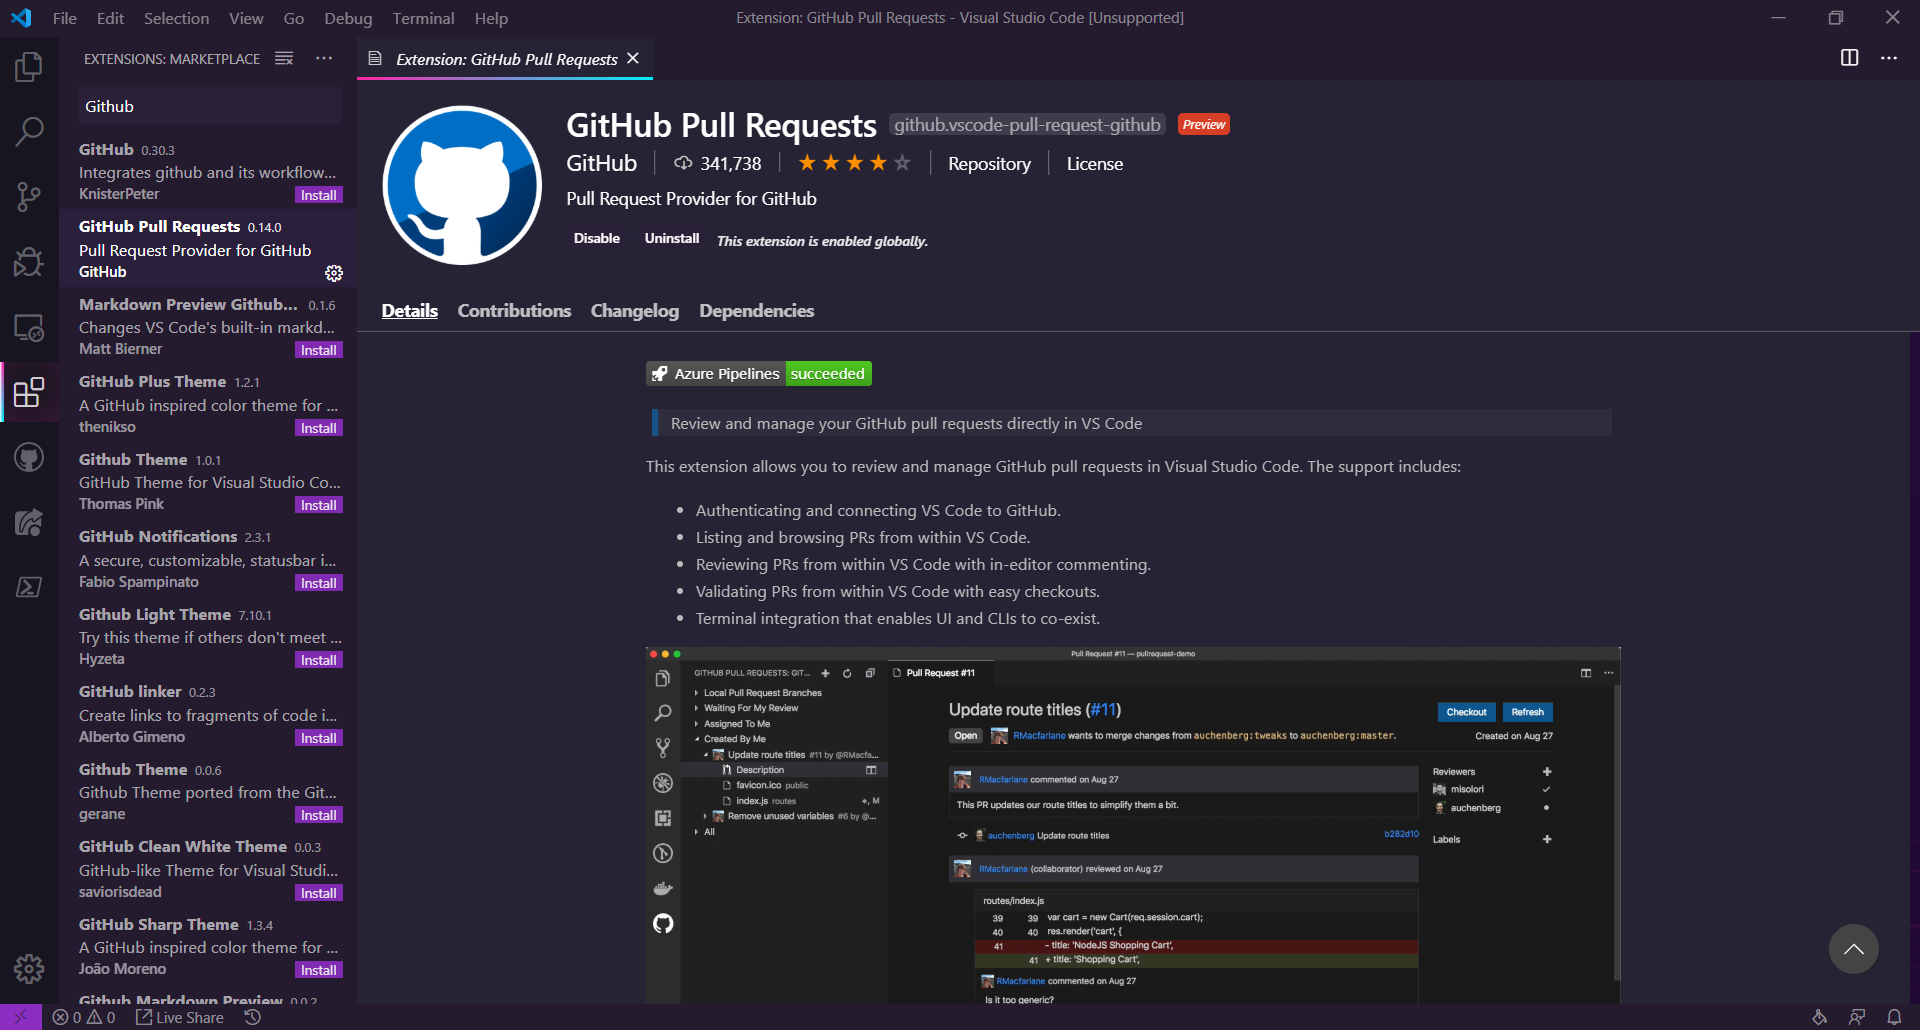 File Edit Selection View Go Debug Terminal Help
Extension: GitHub Pull Requests - Visual Studio Code [Unsupported]
EXTENSIONS: MARKETPLACE
Github
GitHub 0.30.3
Integrates github and its workflow...
KnisterPeter
Install
GitHub Pull Requests 0.14.0
Pull Request Provider for GitHub
GitHub
Markdown Preview Github... 0.1.6
Changes VS Code's built-in markd...
Matt Bierner
Install
GitHub Plus Theme 1.2.1
A GitHub inspired color theme for ...
thenikso
Install
Github Theme 1.0.1
GitHub Theme for Visual Studio Co...
Thomas Pink
Install
GitHub Notifications 2.3.1
A secure, customizable, statusbar i...
Fabio Spampinato
Install
Github Light Theme 7.10.1
Try this theme if others don't meet ...
Hyzeta
Install
GitHub linker 0.2.3
Create links to fragments of code i...
Alberto Gimeno
Install
Github Theme 0.0.6
Github Theme ported from the Git...
gerane
Install
GitHub Clean White Theme 0.0.3
GitHub-like Theme for Visual Studi...
saviorisdead
Install
GitHub Sharp Theme 1.3.4
A GitHub inspired color theme for ...
João Moreno
Install
Github Markdown Preview 0.0.2
Extension: GitHub Pull Requests
GitHub Pull Requests github.vscode-pull-request-github Preview
GitHub 341,738 Repository License
Pull Request Provider for GitHub
Disable Uninstall This extension is enabled globally.
Details Contributions Changelog Dependencies
Azure Pipelines succeeded
Review and manage your GitHub pull requests directly in VS Code
This extension allows you to review and manage GitHub pull requests in Visual Studio Code. The support includes:
• Authenticating and connecting VS Code to GitHub.
• Listing and browsing PRs from within VS Code.
• Reviewing PRs from within VS Code with in-editor commenting.
• Validating PRs from within VS Code with easy checkouts.
• Terminal integration that enables UI and CLIs to co-exist.
Pull Request #11 — pullrequest-demo
GITHUB PULL REQUESTS: GIT...
Local Pull Request Branches
Waiting For My Review
Assigned To Me
Created By Me
Update route titles #11 by @RMacfa...
Description
favicon.ico public
index.js routes
M
Remove unused variables #6 by @...
All
Pull Request #11
Update route titles (#11)
Checkout Refresh
Open RMacfarlane wants to merge changes from auchenberg:tweaks to auchenberg:master.
Created on Aug 27
RMacfarlane commented on Aug 27
This PR updates our route titles to simplify them a bit.
auchenberg Update route titles
b282d10
RMacfarlane (collaborator) reviewed on Aug 27
routes/index.js
39 39 var cart = new Cart(req.session.cart);
40 40 res.render('cart', {
41 - title: 'NodeJS Shopping Cart',
41 + title: 'Shopping Cart',
RMacfarlane commented on Aug 27
Is it too generic?
Reviewers
misolori
auchenberg
Labels
0 0 Live Share